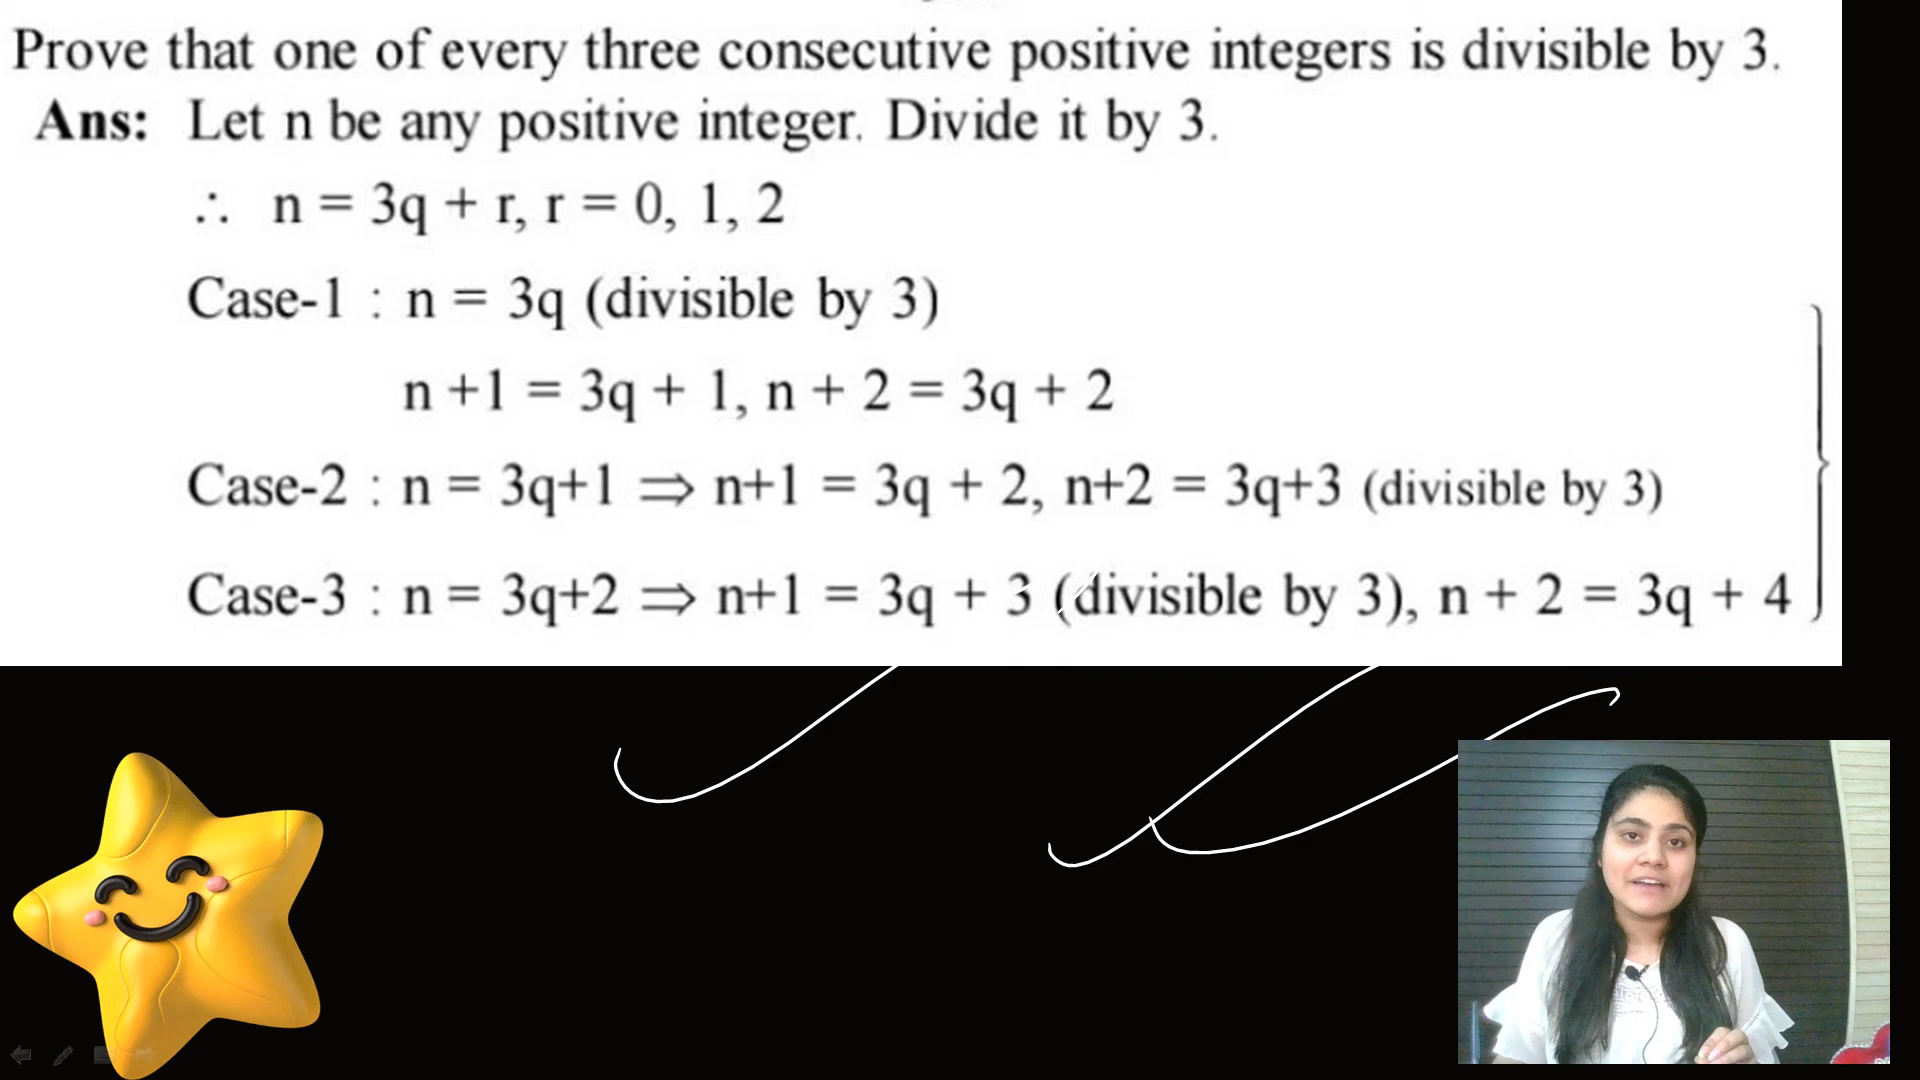 Prove that one of every three consecutive positive integers is divisible by 3.
Ans: Let n be any positive integer. Divide it by 3.
∴ n = 3q + r, r = 0, 1, 2
Case-1 : n = 3q (divisible by 3)
n +1 = 3q + 1, n + 2 = 3q + 2
Case-2 : n = 3q+1 ⇒ n+1 = 3q + 2, n+2 = 3q+3 (divisible by 3)
Case-3 : n = 3q+2 ⇒ n+1 = 3q + 3 (divisible by 3), n + 2 = 3q + 4